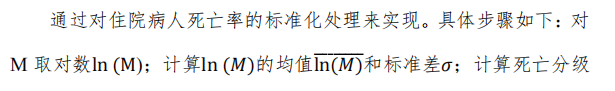 通过对住院病人死亡率的标准化处理来实现。具体步骤如下：对
M 取对数ln (M)；计算ln (M)的均值$\overline{\ln(M)}$和标准差σ；计算死亡分级